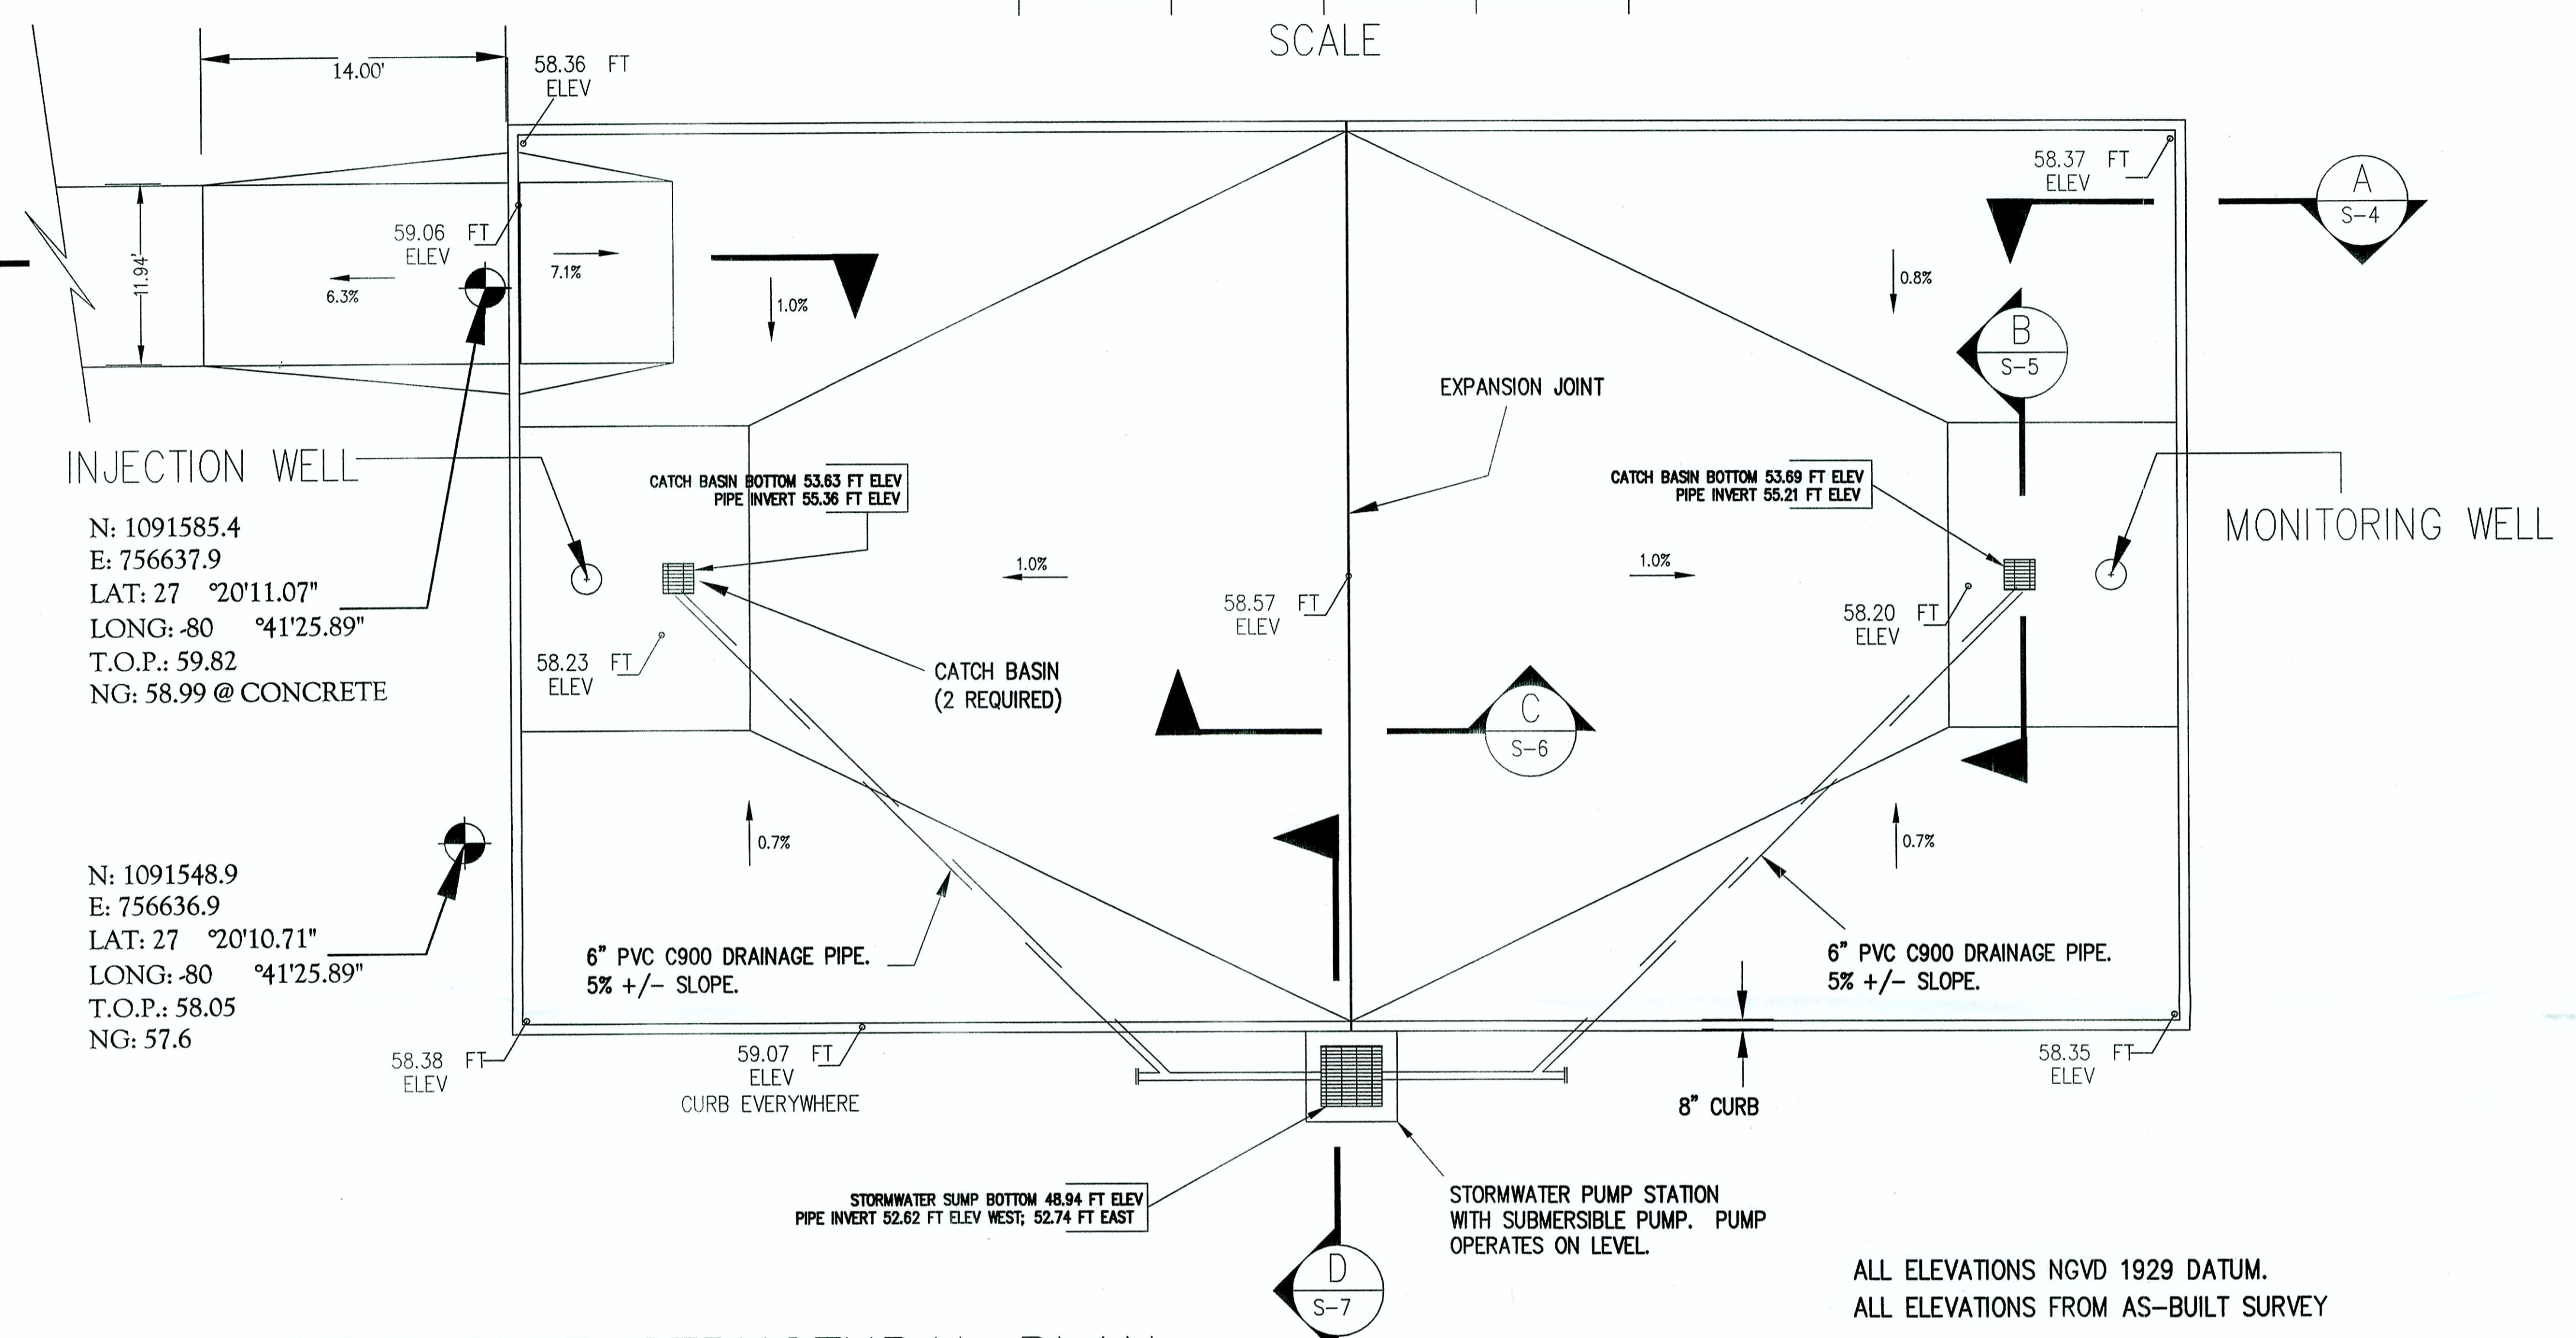 SCALE
14.00'
58.36 FT
ELEV
58.37 FT
ELEV
A
S-4
11.94'
59.06 FT
ELEV
6.3%
7.1%
1.0%
0.8%
B
S-5
EXPANSION JOINT
INJECTION WELL
CATCH BASIN BOTTOM 53.63 FT ELEV
PIPE INVERT 55.36 FT ELEV
CATCH BASIN BOTTOM 53.69 FT ELEV
PIPE INVERT 55.21 FT ELEV
MONITORING WELL
N: 1091585.4
E: 756637.9
LAT: 27 °20'11.07"
LONG: -80 °41'25.89"
T.O.P.: 59.82
NG: 58.99 @ CONCRETE
1.0%
1.0%
58.57 FT
ELEV
58.20 FT
ELEV
58.23 FT
ELEV
CATCH BASIN
(2 REQUIRED)
C
S-6
0.7%
0.7%
N: 1091548.9
E: 756636.9
LAT: 27 °20'10.71"
LONG: -80 °41'25.89"
T.O.P.: 58.05
NG: 57.6
6" PVC C900 DRAINAGE PIPE.
5% +/- SLOPE.
6" PVC C900 DRAINAGE PIPE.
5% +/- SLOPE.
58.38 FT
ELEV
59.07 FT
ELEV
CURB EVERYWHERE
58.35 FT
ELEV
8" CURB
STORMWATER SUMP BOTTOM 48.94 FT ELEV
PIPE INVERT 52.62 FT ELEV WEST; 52.74 FT EAST
STORMWATER PUMP STATION
WITH SUBMERSIBLE PUMP. PUMP
OPERATES ON LEVEL.
D
S-7
ALL ELEVATIONS NGVD 1929 DATUM.
ALL ELEVATIONS FROM AS-BUILT SURVEY